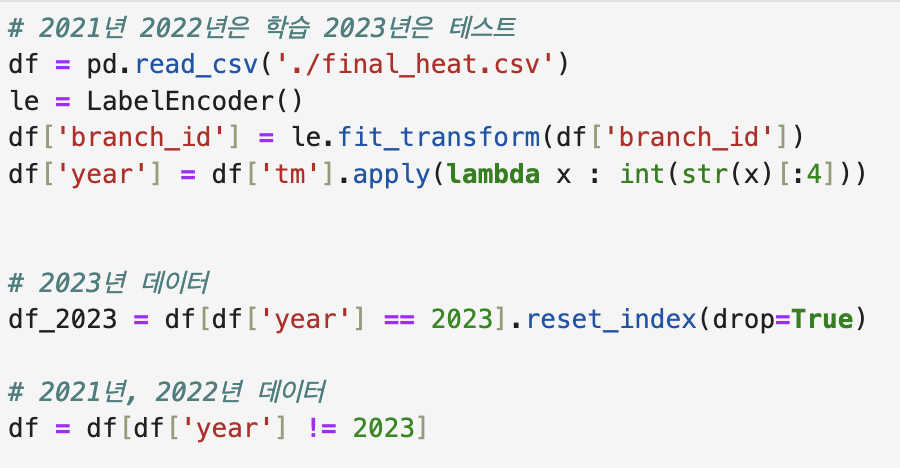 # 2021년 2022년은 학습 2023년은 테스트
df = pd.read_csv('./final_heat.csv')
le = LabelEncoder()
df['branch_id'] = le.fit_transform(df['branch_id'])
df['year'] = df['tm'].apply(lambda x : int(str(x)[:4]))
# 2023년 데이터
df_2023 = df[df['year'] == 2023].reset_index(drop=True)
# 2021년, 2022년 데이터
df = df[df['year'] != 2023]